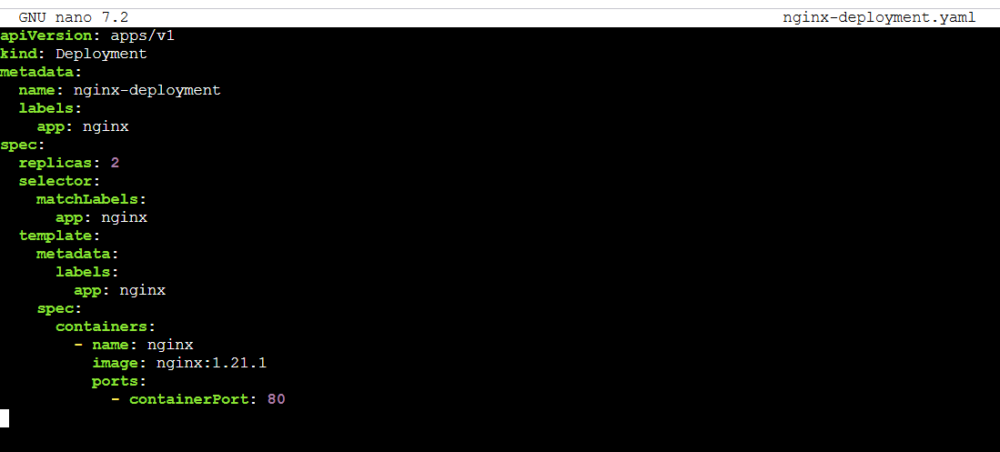 GNU nano 7.2 nginx-deployment.yaml
apiVersion: apps/v1
kind: Deployment
metadata:
  name: nginx-deployment
  labels:
    app: nginx
spec:
  replicas: 2
  selector:
    matchLabels:
      app: nginx
  template:
    metadata:
      labels:
        app: nginx
    spec:
      containers:
        - name: nginx
          image: nginx:1.21.1
          ports:
            - containerPort: 80